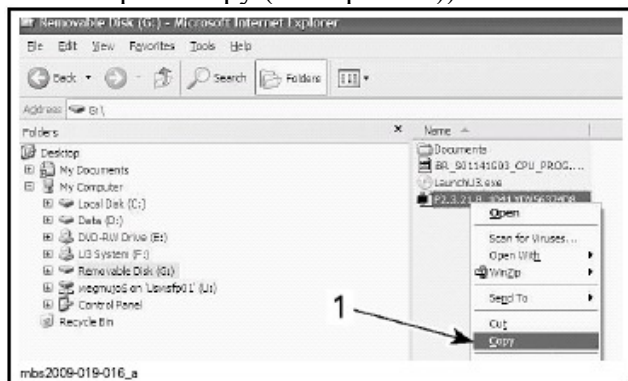 Removable Disk (G:) - Microsoft Internet Explorer
File Edit View Favorites Tools Help
Back Search Folders
Address G:\
Folders × Name
Desktop
My Documents
My Computer
Local Disk (C:)
Data (D:)
DVD-RW Drive (E:)
U3 System (F:)
Removable Disk (G:)
on (U:)
Control Panel
Recycle Bin
Documents
LaunchU3.exe
Open
Scan for Viruses...
Open With
WinZip
Send To
Cut
Copy
1
mbs2009-019-016_a